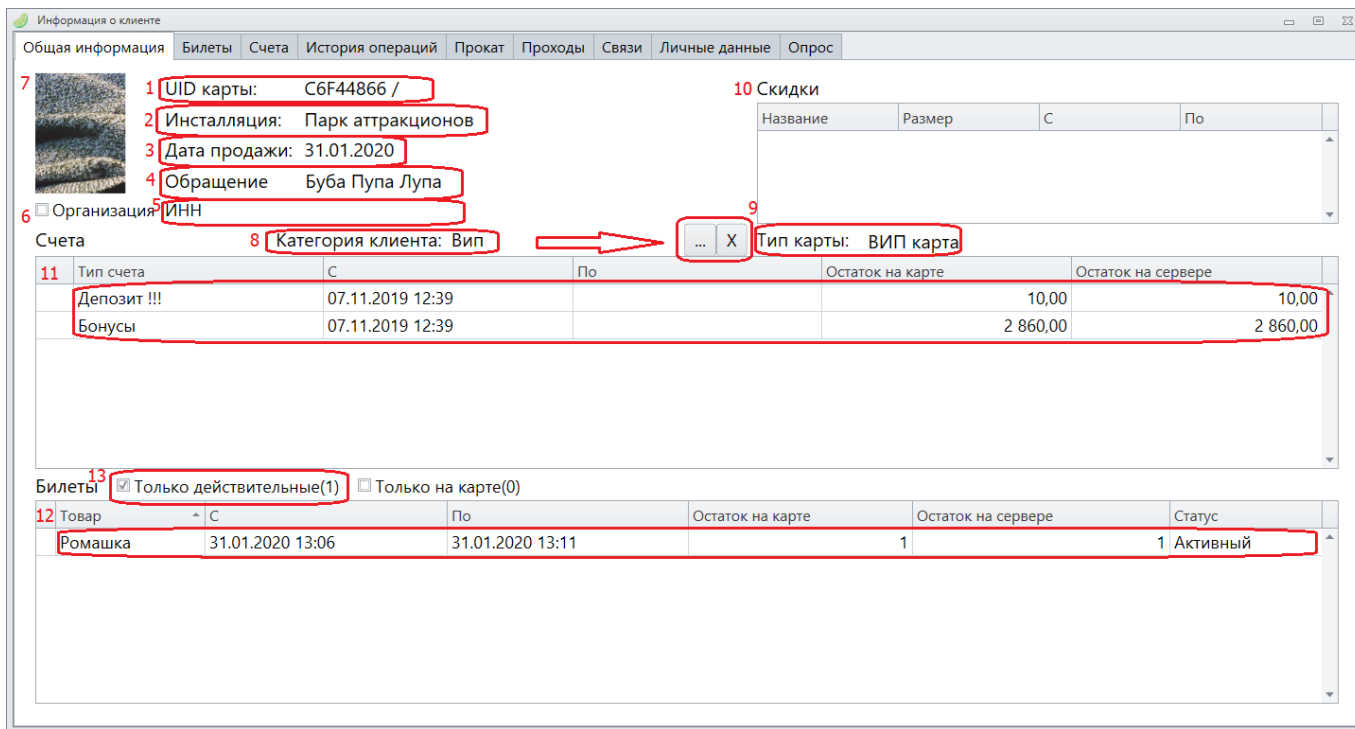 Информация о клиенте
Общая информация Билеты Счета История операций Прокат Проходы Связи Личные данные Опрос
7 1 UID карты: C6F44866 / 10 Скидки
2 Инсталляция: Парк аттракционов Название Размер С По
3 Дата продажи: 31.01.2020
4 Обращение Буба Пупа Лупа
6 Организация 5 ИНН 9
Счета 8 Категория клиента: Вип ... X Тип карты: ВИП карта
11 Тип счета С По Остаток на карте Остаток на сервере
Депозит !!! 07.11.2019 12:39 10,00 10,00
Бонусы 07.11.2019 12:39 2 860,00 2 860,00
Билеты 13 Только действительные(1) Только на карте(0)
12 Товар С По Остаток на карте Остаток на сервере Статус
Ромашка 31.01.2020 13:06 31.01.2020 13:11 1 1 Активный